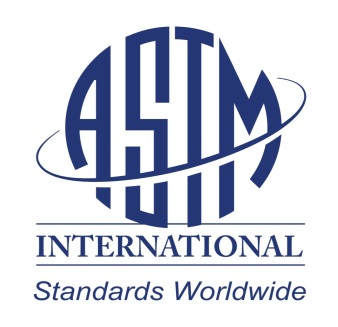 ASTM
INTERNATIONAL
Standards Worldwide